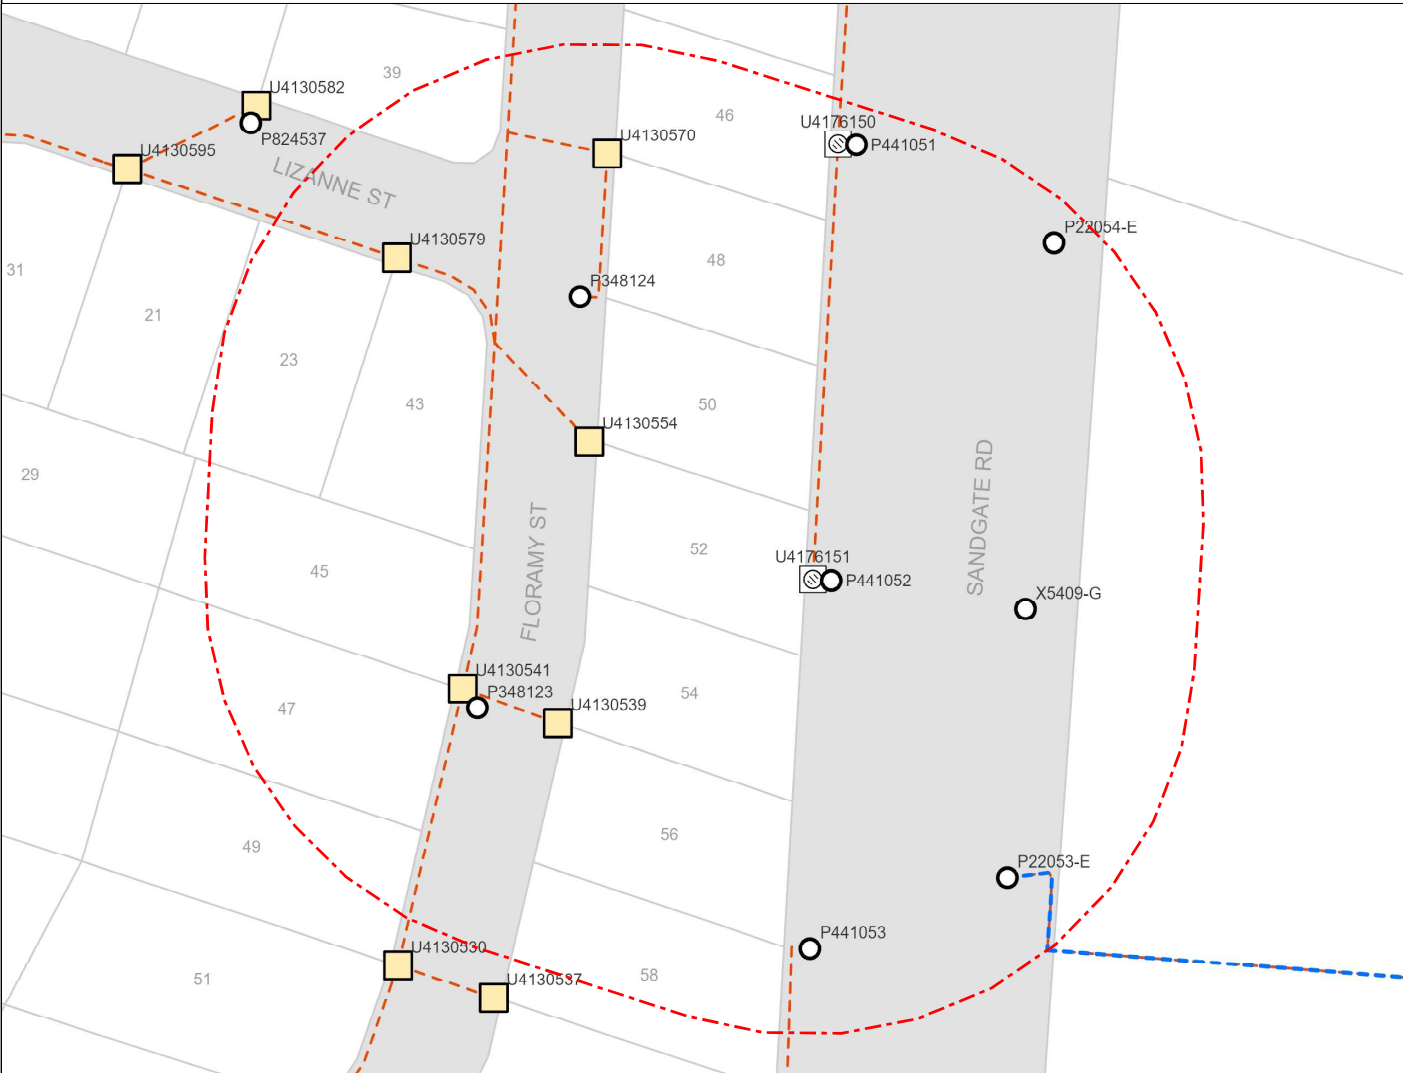 39
U4130582
46
U4176150
P824537
U4130570
P441051
U4130595
LIZANNE ST
P22054-E
U4130579
48
31
P348124
21
23
43
50
U4130554
SANDGATE RD
29
52
U4176151
FLORAMY ST
45
P441052
X5409-G
U4130541
P348123
54
47
U4130539
56
49
P22053-E
P441053
U4130530
51
U4130537
58